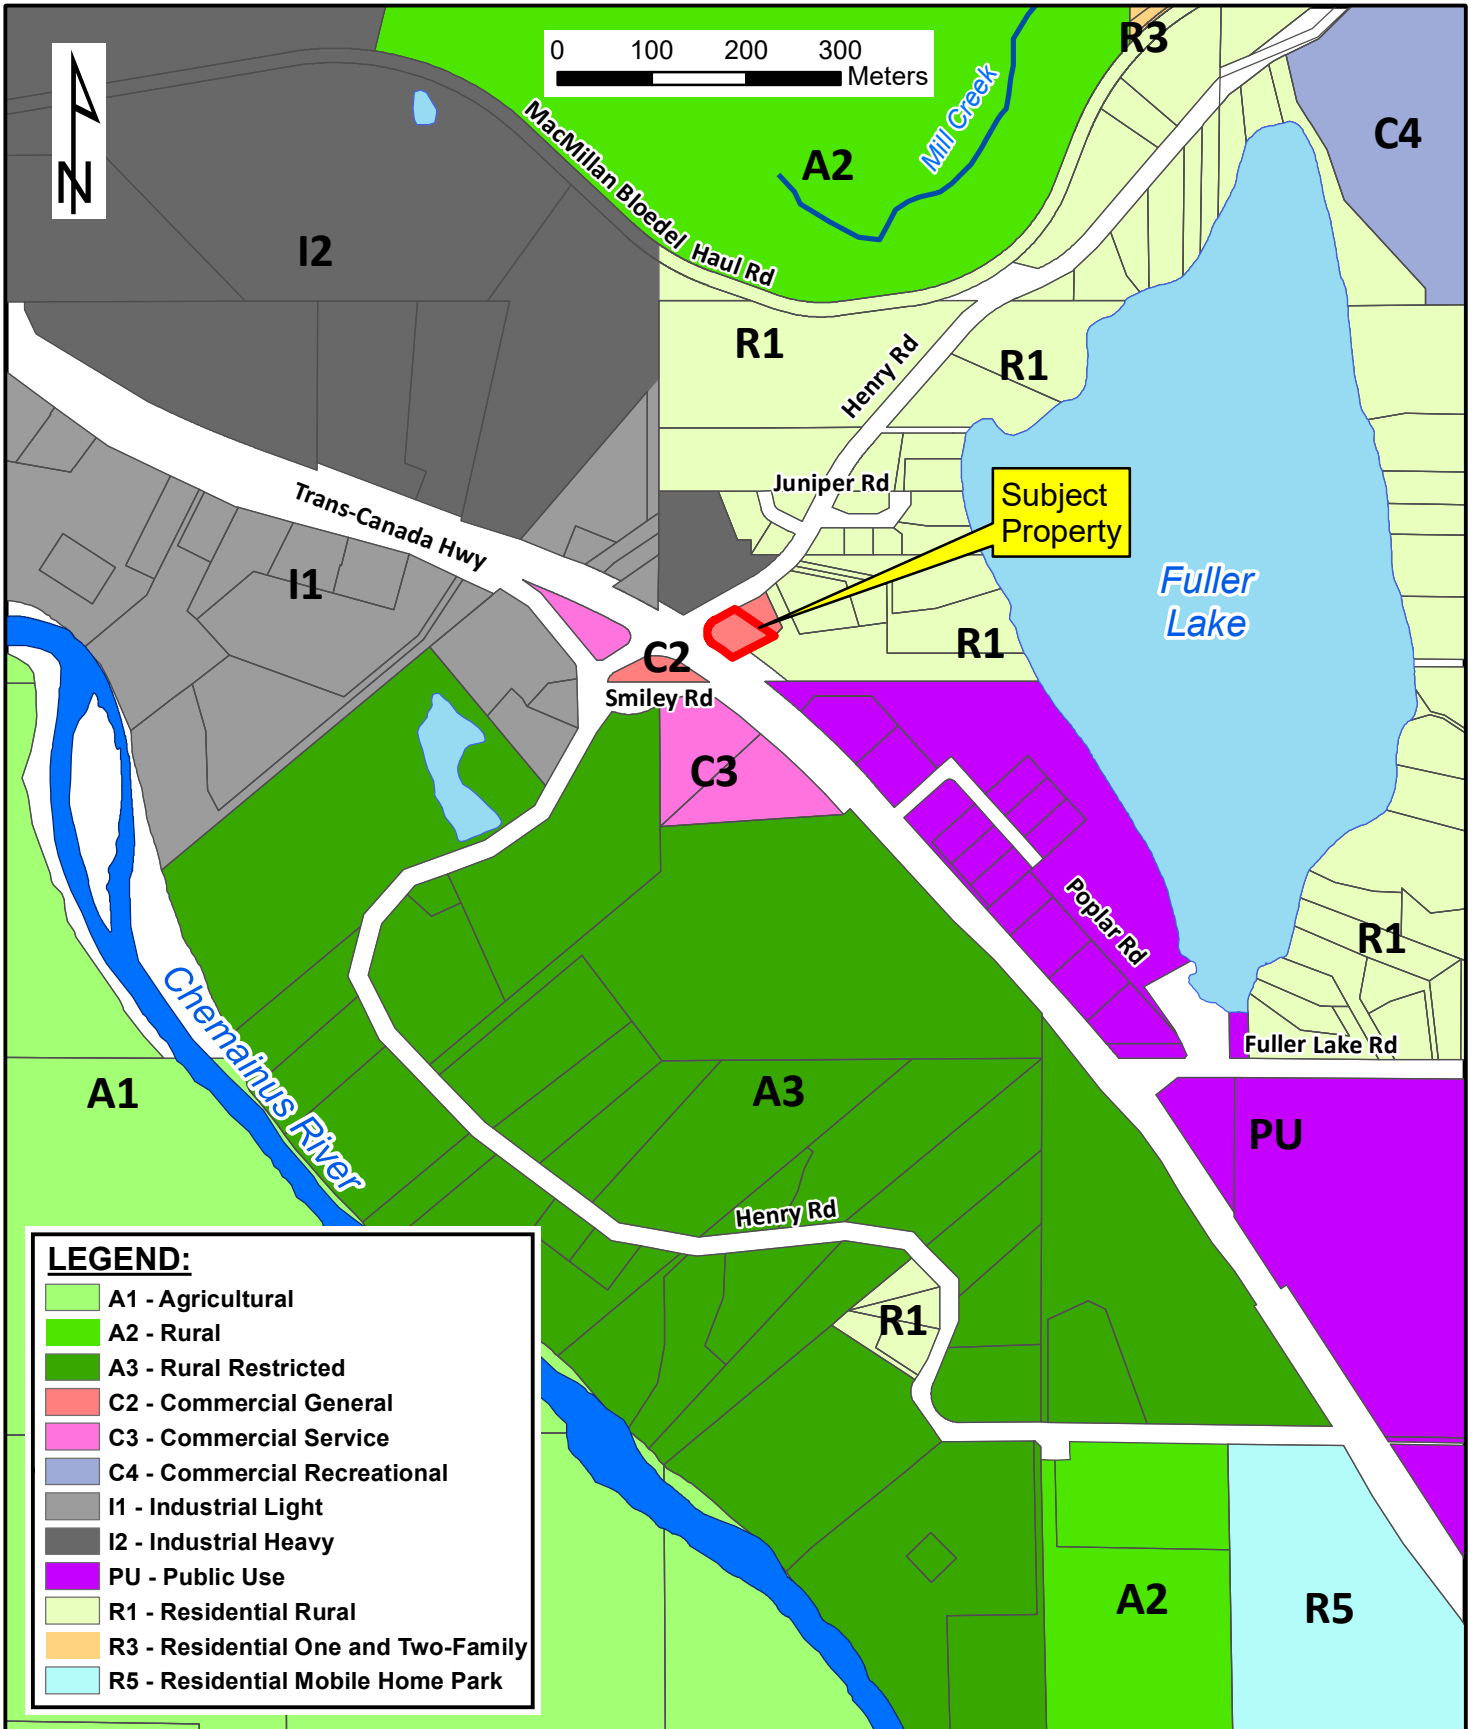 R3
0 100 200 300
Meters
N
MacMillan Bloedel Haul Rd
Mill Creek
A2
C4
I2
R1
Henry Rd
R1
Juniper Rd
Subject
Property
Trans-Canada Hwy
I1
Fuller
Lake
R1
C2
Smiley Rd
C3
Poplar Rd
R1
Chemainus River
Fuller Lake Rd
A1
A3
PU
Henry Rd
R1
A2
R5
LEGEND:
A1 - Agricultural
A2 - Rural
A3 - Rural Restricted
C2 - Commercial General
C3 - Commercial Service
C4 - Commercial Recreational
I1 - Industrial Light
I2 - Industrial Heavy
PU - Public Use
R1 - Residential Rural
R3 - Residential One and Two-Family
R5 - Residential Mobile Home Park